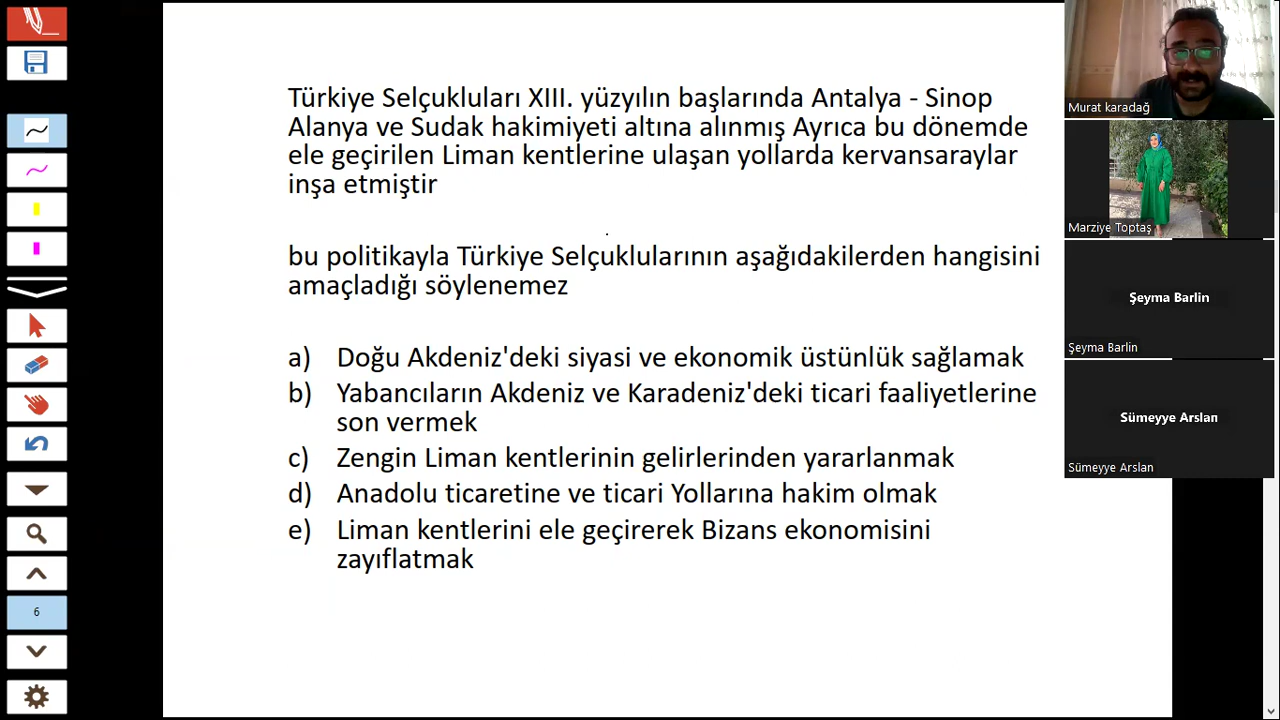 Türkiye Selçukluları XIII. yüzyılın başlarında Antalya - Sinop
Alanya ve Sudak hakimiyeti altına alınmış Ayrıca bu dönemde
ele geçirilen Liman kentlerine ulaşan yollarda kervansaraylar
inşa etmiştir
bu politikayla Türkiye Selçuklularının aşağıdakilerden hangisini
amaçladığı söylenemez
a) Doğu Akdeniz'deki siyasi ve ekonomik üstünlük sağlamak
b) Yabancıların Akdeniz ve Karadeniz'deki ticari faaliyetlerine
son vermek
c) Zengin Liman kentlerinin gelirlerinden yararlanmak
d) Anadolu ticaretine ve ticari Yollarına hakim olmak
e) Liman kentlerini ele geçirerek Bizans ekonomisini
zayıflatmak
6
Murat karadağ
Marziye Toptaş
Şeyma Barlin
Şeyma Barlin
Sümeyye Arslan
Sümeyye Arslan